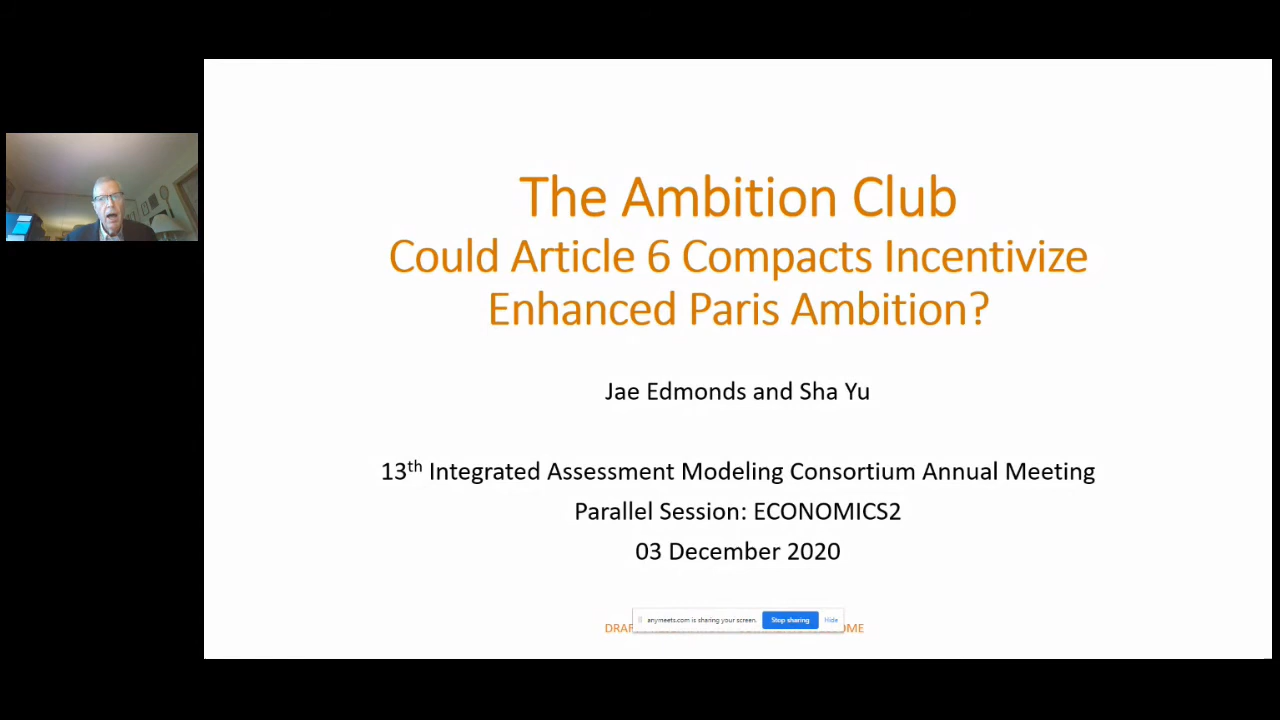 The Ambition Club
Could Article 6 Compacts Incentivize
Enhanced Paris Ambition?
Jae Edmonds and Sha Yu
13th Integrated Assessment Modeling Consortium Annual Meeting
Parallel Session: ECONOMICS2
03 December 2020
anymeets.com is sharing your screen. Stop sharing Hide